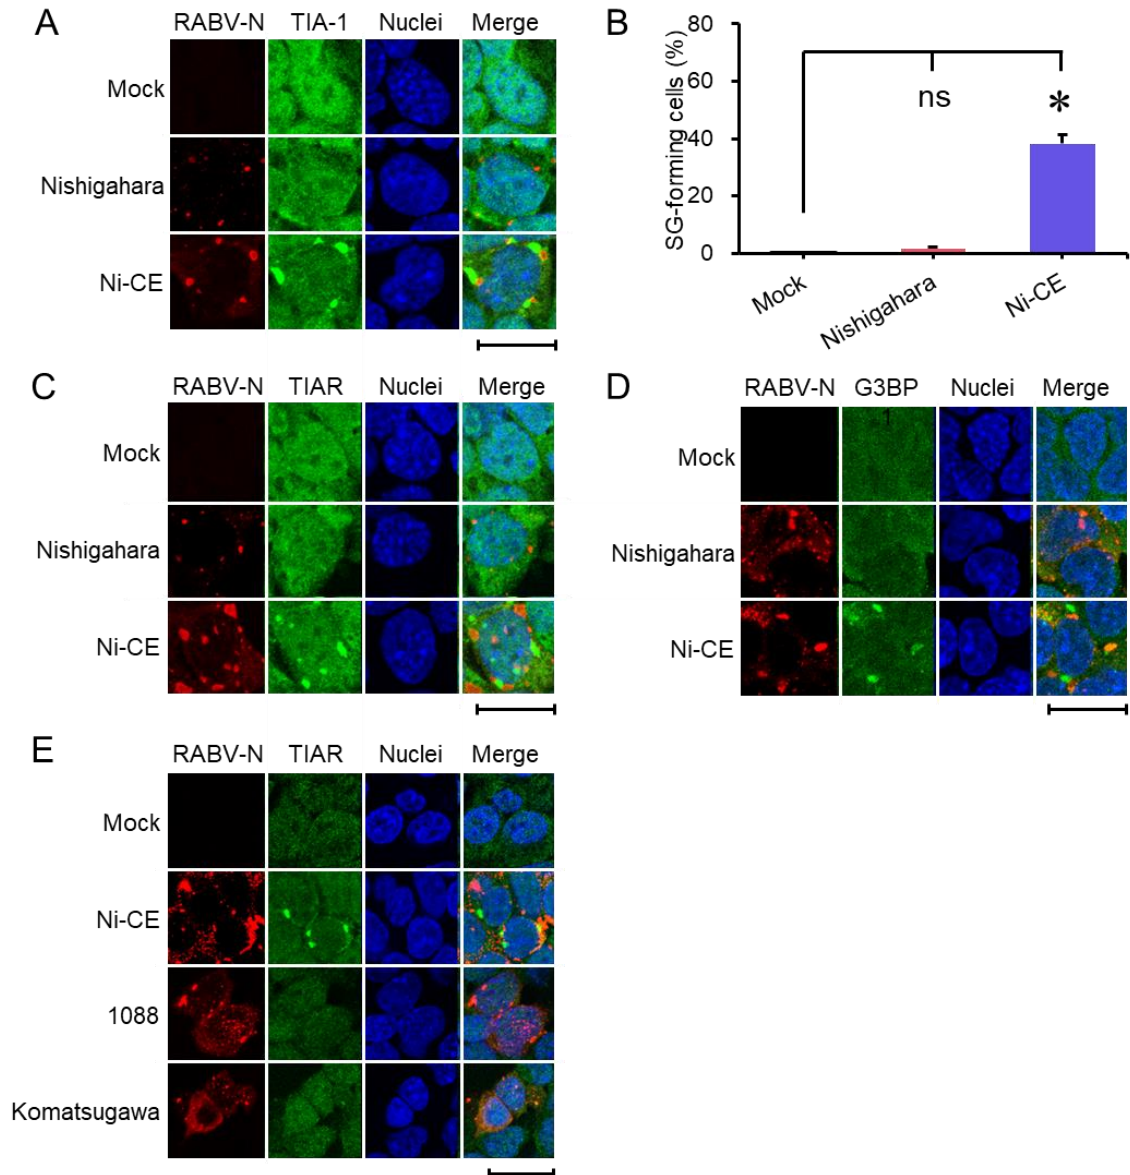 A
RABV-N TIA-1 Nuclei Merge
Mock
Nishigahara
Ni-CE
B
SG-forming cells (%)
80
60
40
20
0
ns
*
Mock
Nishigahara
Ni-CE
C
RABV-N TIAR Nuclei Merge
Mock
Nishigahara
Ni-CE
D
RABV-N G3BP Nuclei Merge
1
Mock
Nishigahara
Ni-CE
E
RABV-N TIAR Nuclei Merge
Mock
Ni-CE
1088
Komatsugawa